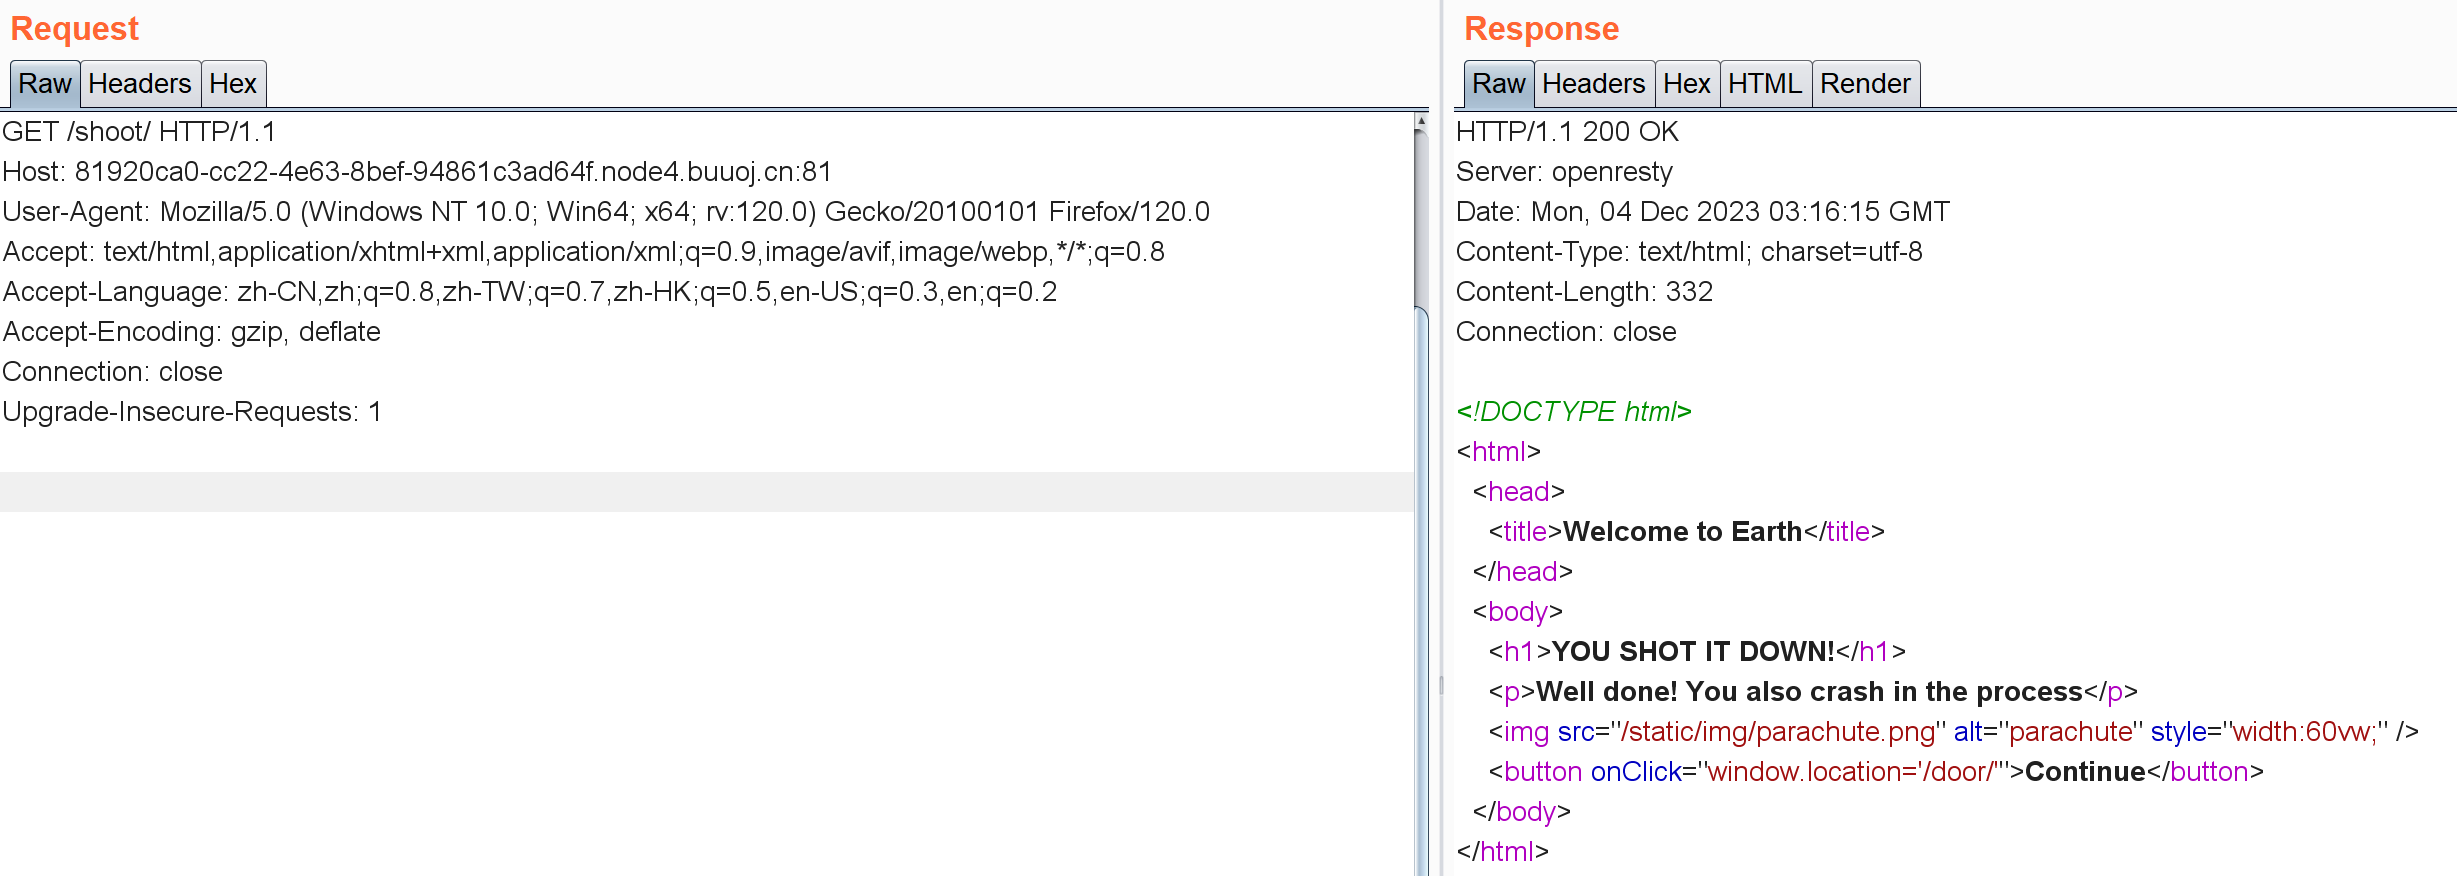 Request
Raw Headers Hex
GET /shoot/ HTTP/1.1
Host: 81920ca0-cc22-4e63-8bef-94861c3ad64f.node4.buuoj.cn:81
User-Agent: Mozilla/5.0 (Windows NT 10.0; Win64; x64; rv:120.0) Gecko/20100101 Firefox/120.0
Accept: text/html,application/xhtml+xml,application/xml;q=0.9,image/avif,image/webp,*/*;q=0.8
Accept-Language: zh-CN,zh;q=0.8,zh-TW;q=0.7,zh-HK;q=0.5,en-US;q=0.3,en;q=0.2
Accept-Encoding: gzip, deflate
Connection: close
Upgrade-Insecure-Requests: 1
Response
Raw Headers Hex HTML Render
HTTP/1.1 200 OK
Server: openresty
Date: Mon, 04 Dec 2023 03:16:15 GMT
Content-Type: text/html; charset=utf-8
Content-Length: 332
Connection: close
<!DOCTYPE html>
<html>
<head>
<title>Welcome to Earth</title>
</head>
<body>
<h1>YOU SHOT IT DOWN!</h1>
<p>Well done! You also crash in the process</p>
<img src="/static/img/parachute.png" alt="parachute" style="width:60vw;" />
<button onClick="window.location='/door/'">Continue</button>
</body>
</html>